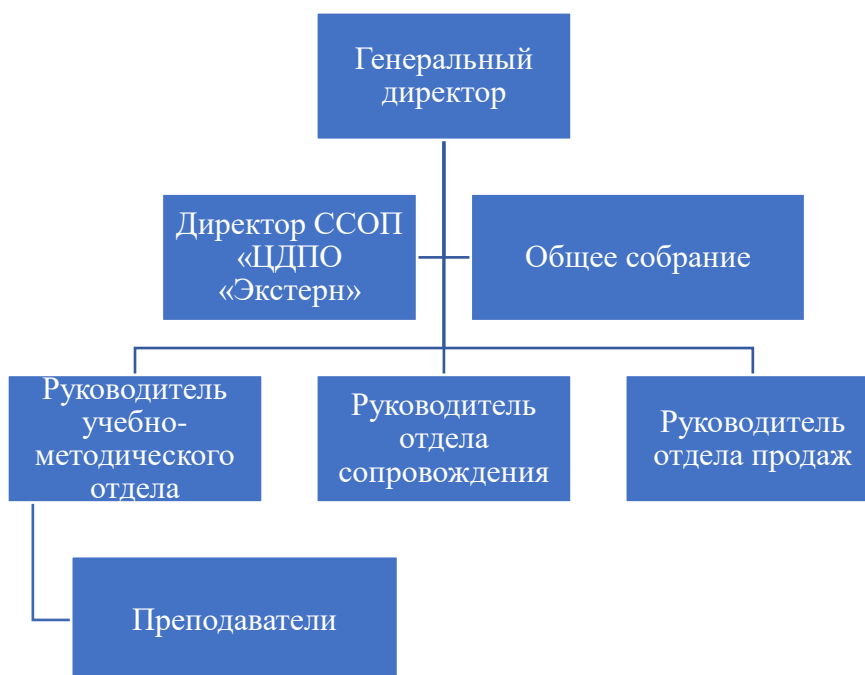 Генеральный
директор
Директор ССОП
«ЦДПО
«Экстерн»
Общее собрание
Руководитель
учебно-
методического
отдела
Руководитель
отдела
сопровождения
Руководитель
отдела продаж
Преподаватели